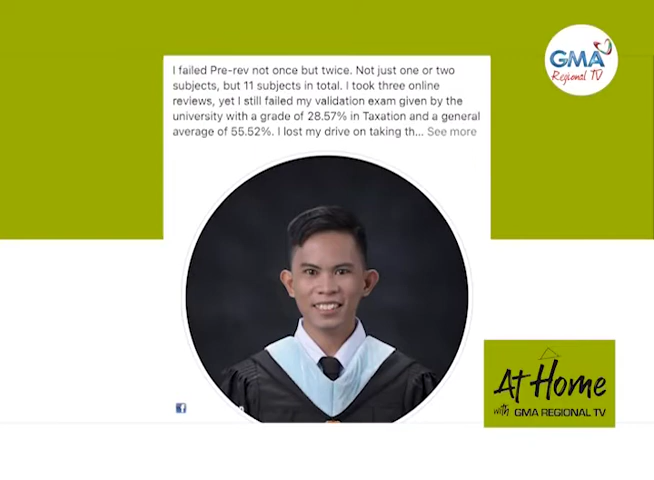 GMA
Regional TV
I failed Pre-rev not once but twice. Not just one or two
subjects, but 11 subjects in total. I took three online
reviews, yet I still failed my validation exam given by the
university with a grade of 28.57% in Taxation and a general
average of 55.52%. I lost my drive on taking th... See more
At Home
with GMA REGIONAL TV
f